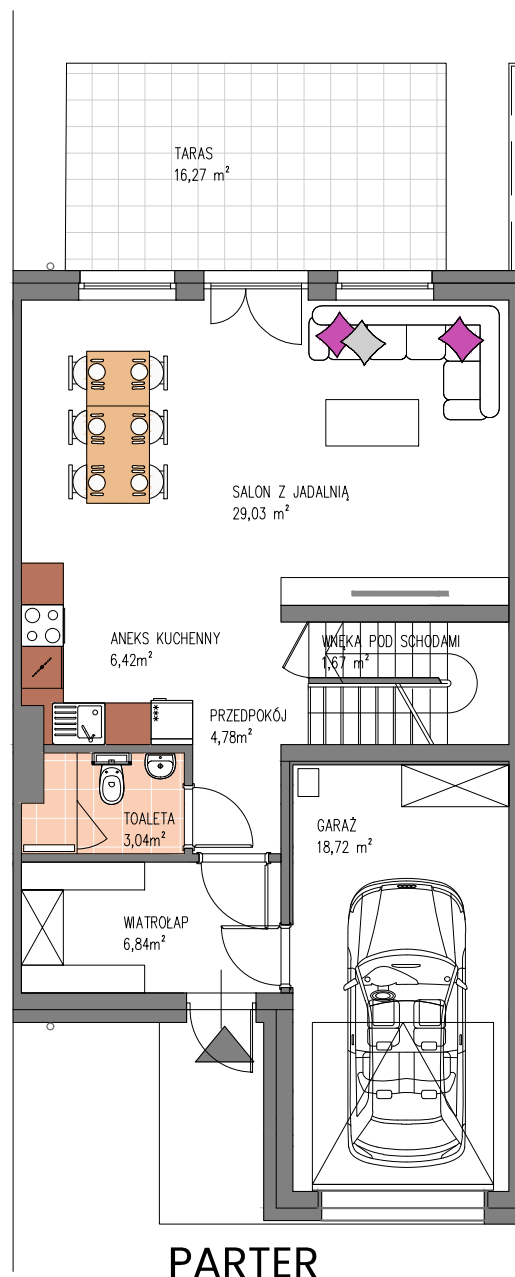 TARAS
16,27 m²
SALON Z JADALNIĄ
29,03 m²
ANEKS KUCHENNY
6,42m²
WNĘKA POD SCHODAMI
1,67 m²
PRZEDPOKÓJ
4,78m²
TOALETA
3,04m²
GARAŻ
18,72 m²
WIATROŁAP
6,84m²
PARTER